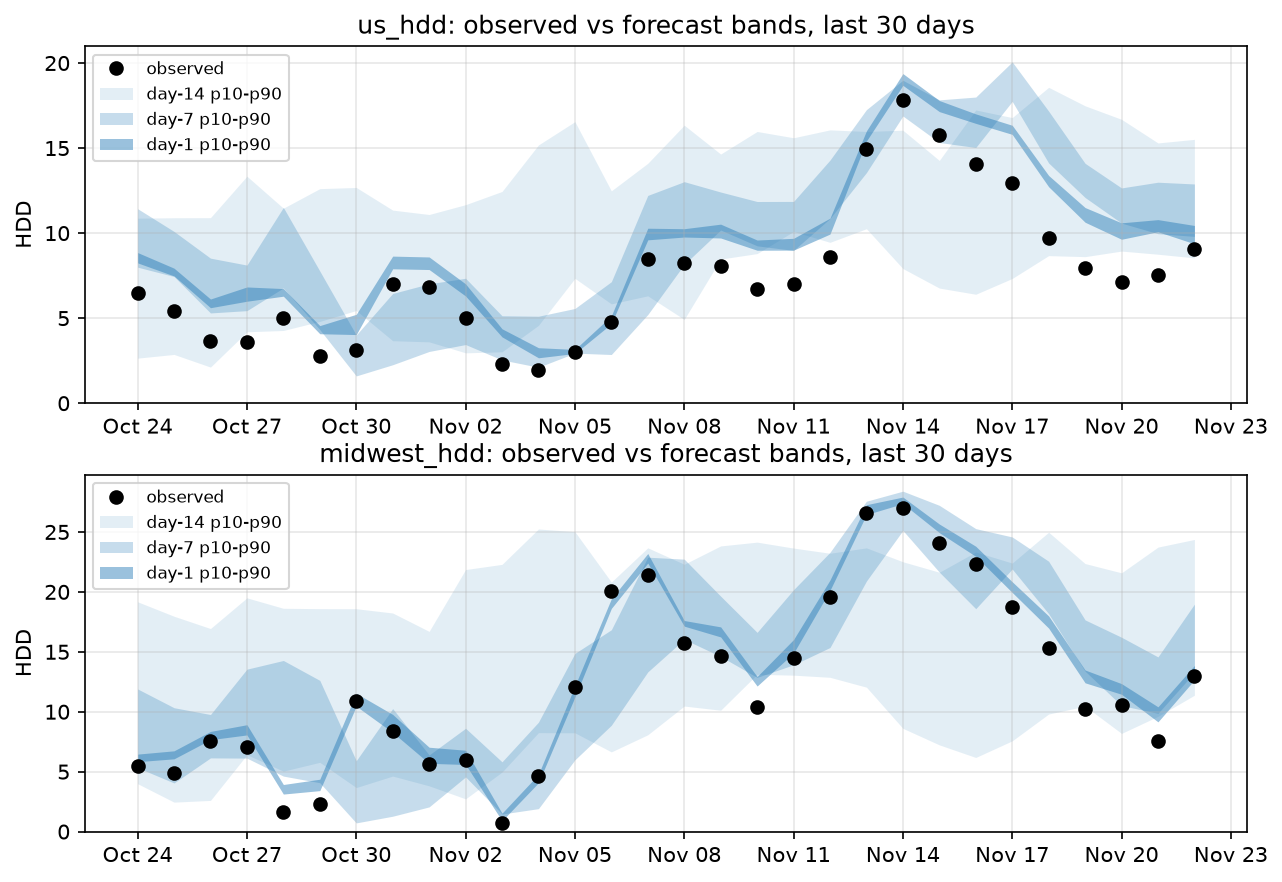 us_hdd: observed vs forecast bands, last 30 days
HDD
20
15
10
5
0
observed
day-14 p10-p90
day-7 p10-p90
day-1 p10-p90
Oct 24 Oct 27 Oct 30 Nov 02 Nov 05 Nov 08 Nov 11 Nov 14 Nov 17 Nov 20 Nov 23
midwest_hdd: observed vs forecast bands, last 30 days
HDD
25
20
15
10
5
0
observed
day-14 p10-p90
day-7 p10-p90
day-1 p10-p90
Oct 24 Oct 27 Oct 30 Nov 02 Nov 05 Nov 08 Nov 11 Nov 14 Nov 17 Nov 20 Nov 23